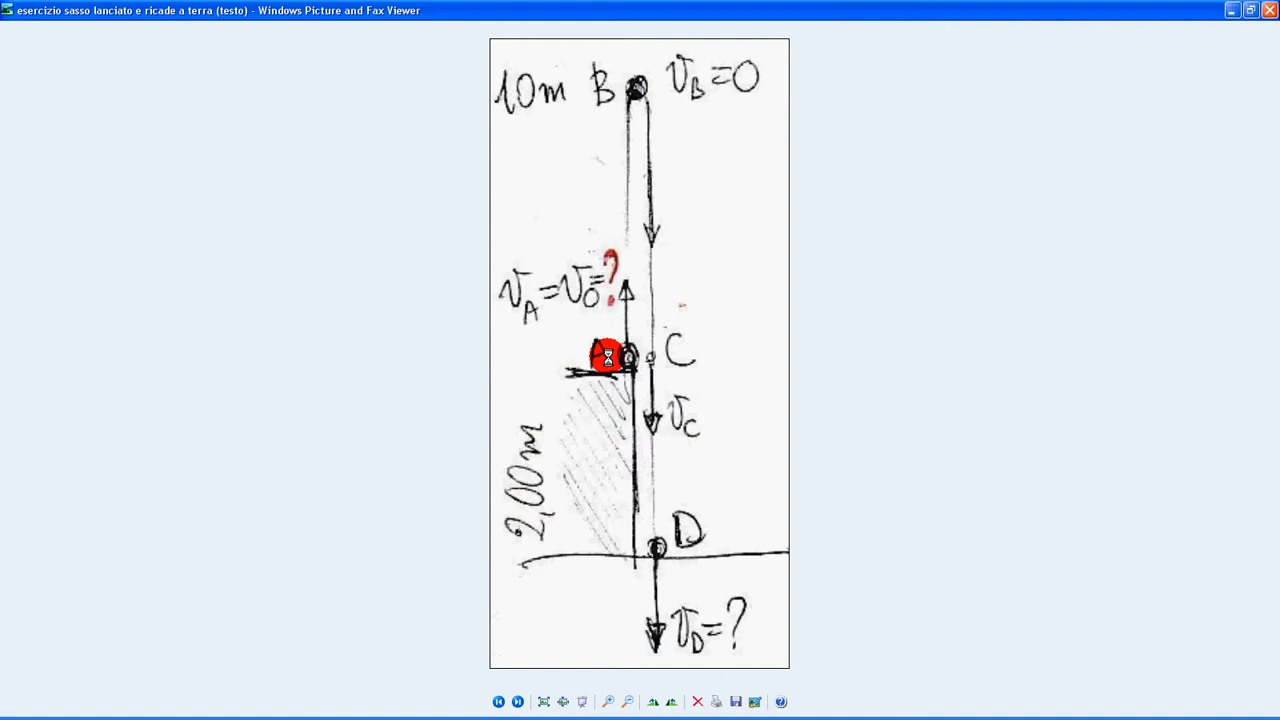 esercizio sasso lanciato e ricade a terra (testo) - Windows Picture and Fax Viewer
10m B v_B=0
v_A=v_0=?
A C
v_C
2,00m
D
v_D=?